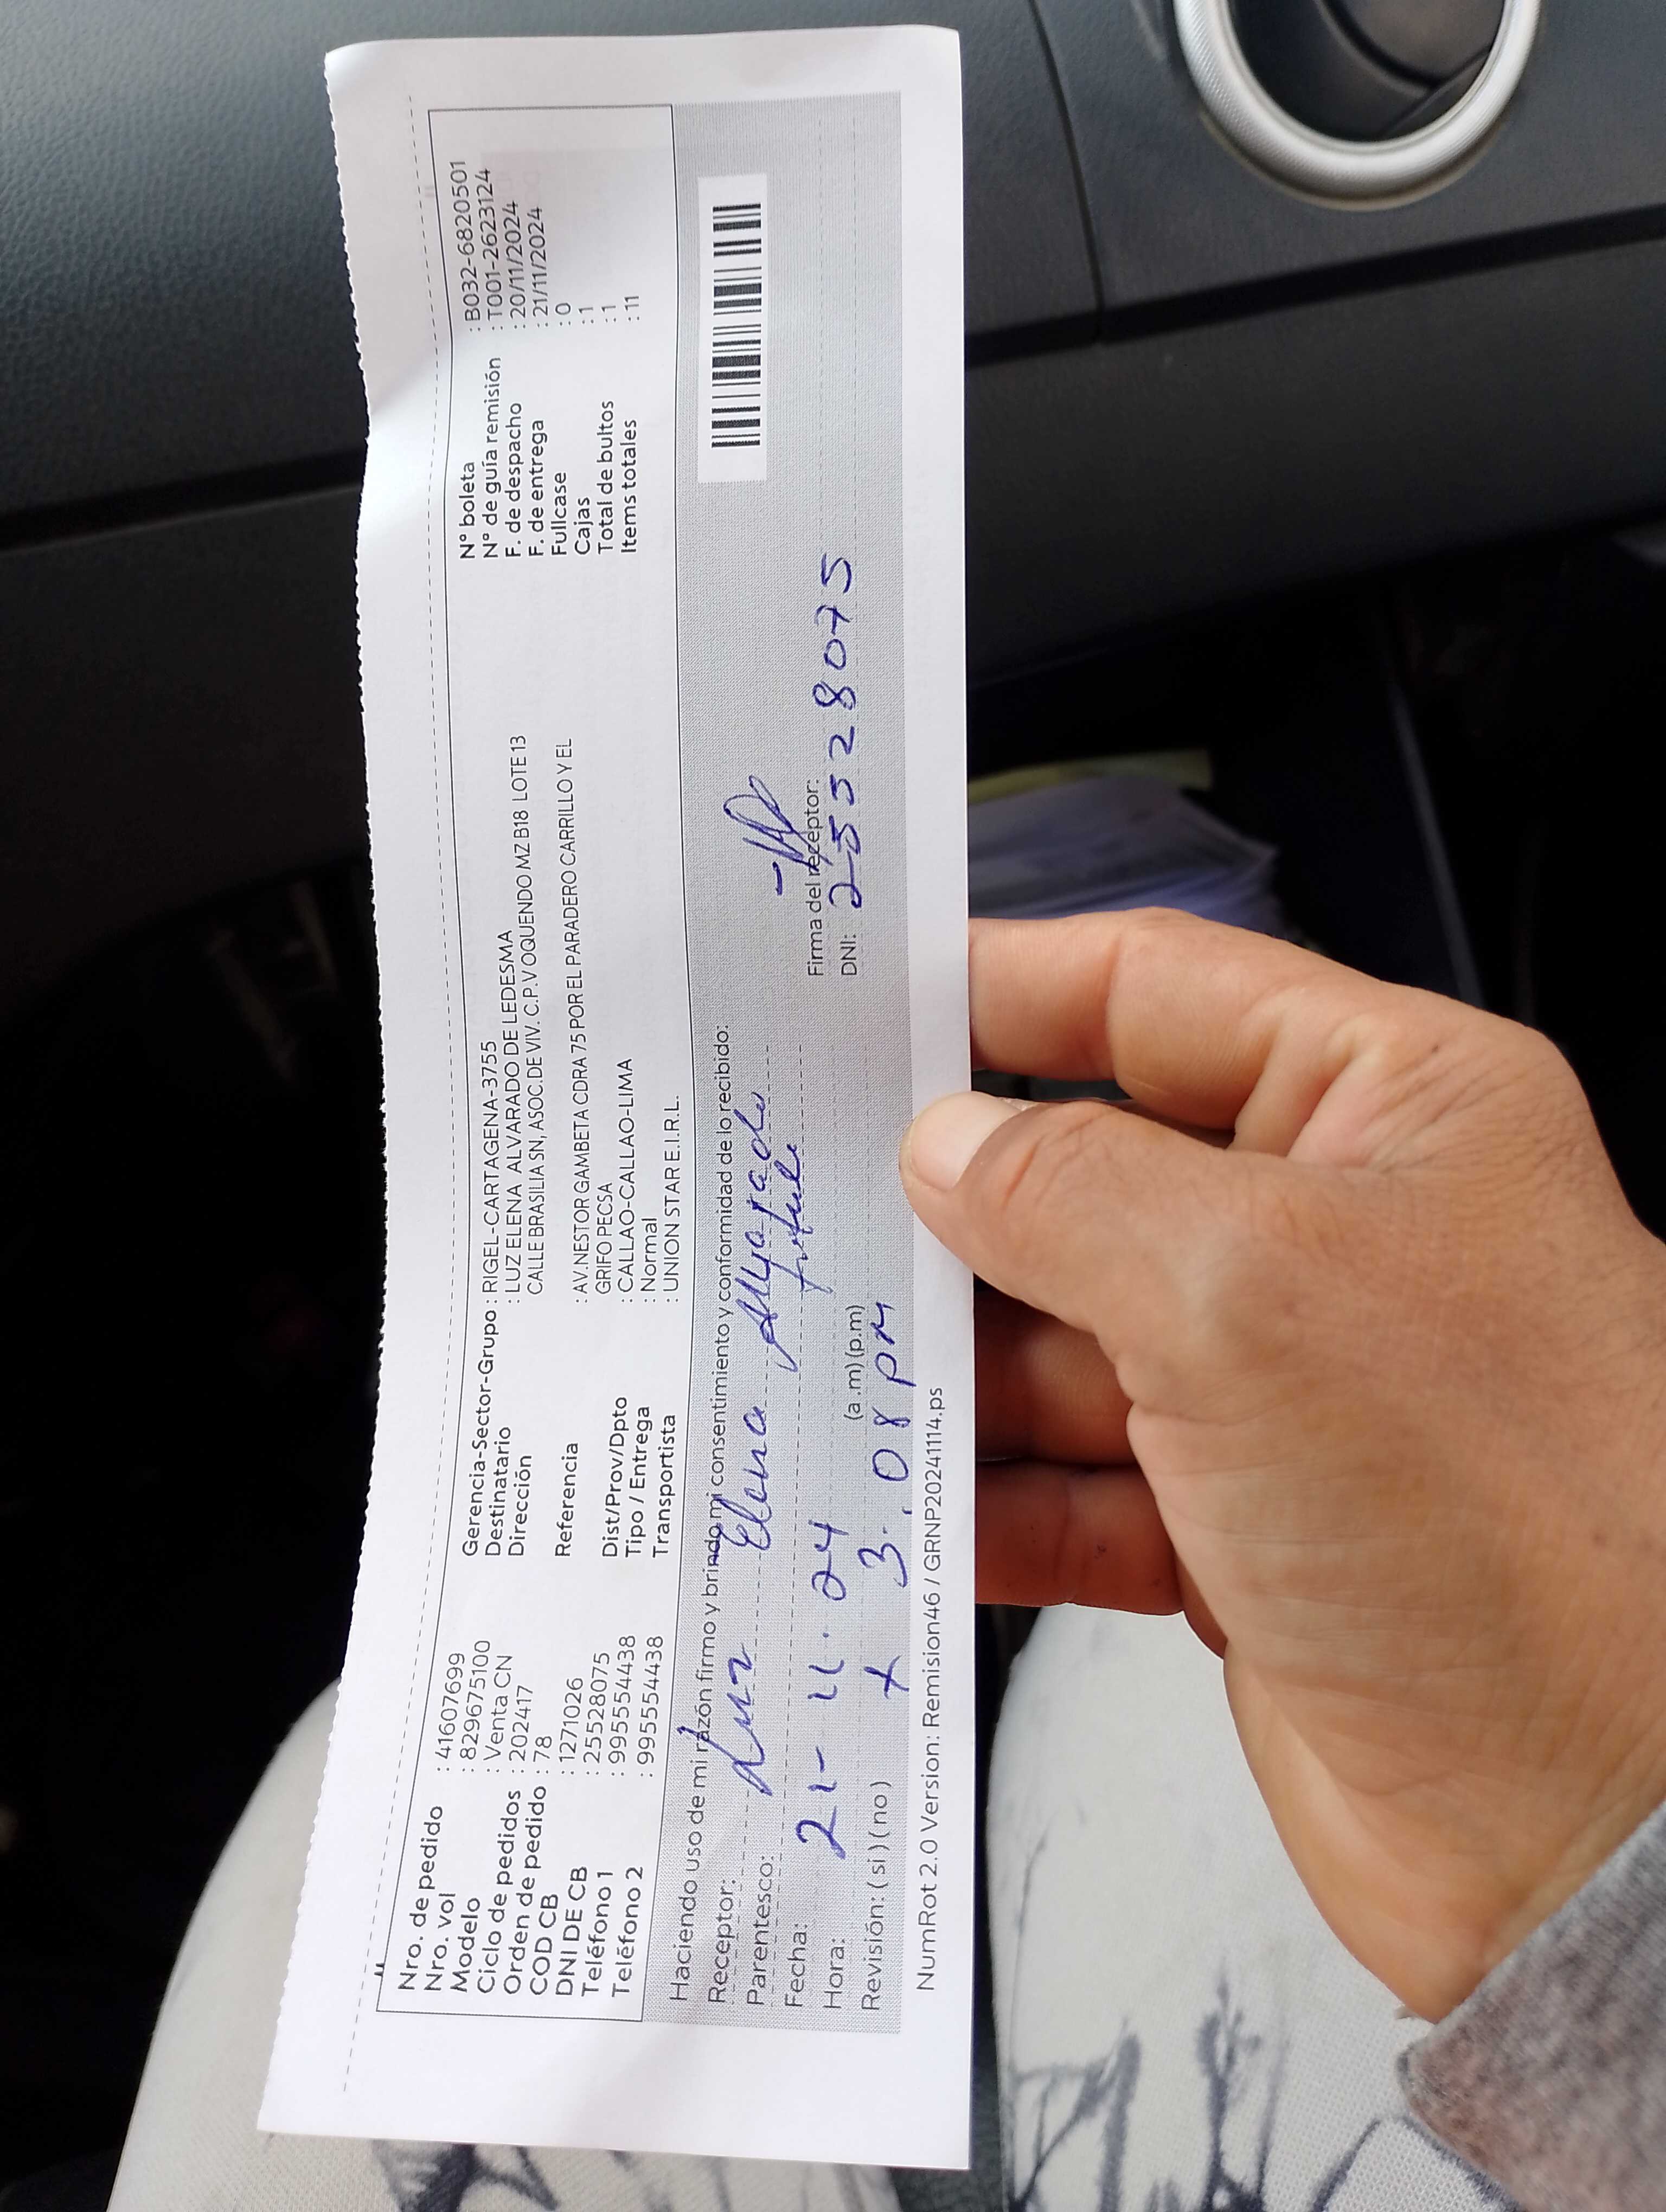 Nro. de pedido : 41607699
Nro. vol : 829675100
Modelo : Venta CN
Ciclo de pedidos : 202417
Orden de pedido : 78
COD CB : 1271026
DNI DE CB : 25528075
Teléfono 1 : 995554438
Teléfono 2 : 995554438
Gerencia-Sector-Grupo : RIGEL-CARTAGENA-3755
Destinatario : LUZ ELENA ALVARADO DE LEDESMA
Dirección CALLE BRASILIA SN, ASOC.DE VIV. C.P.V OQUENDO MZ B18 LOTE 13
Referencia : AV.NESTOR GAMBETA CDRA 75 POR EL PARADERO CARRILLO Y EL
GRIFO PECSA
Dist/Prov/Dpto : CALLAO-CALLAO-LIMA
Tipo / Entrega : Normal
Transportista : UNION STAR E.I.R.L.
N° boleta : B032-6820501
N° de guía remisión : T001-2623124
F. de despacho : 20/11/2024
F. de entrega : 21/11/2024
Fullcase : 0
Cajas : 1
Total de bultos : 1
Items totales : 11
Haciendo uso de mi razón firmo y brindo mi consentimiento y conformidad de lo recibido:
Receptor: Luz Elena Alvarado
Parentesco:
Fecha: 21-11.24
Hora: (a .m) (p.m)
Revisión: ( si ) ( no ) 3.08 pm
Firma del receptor:
DNI: 25528075
NumRot 2.0 Version: Remision46 / GRNP20241114.ps